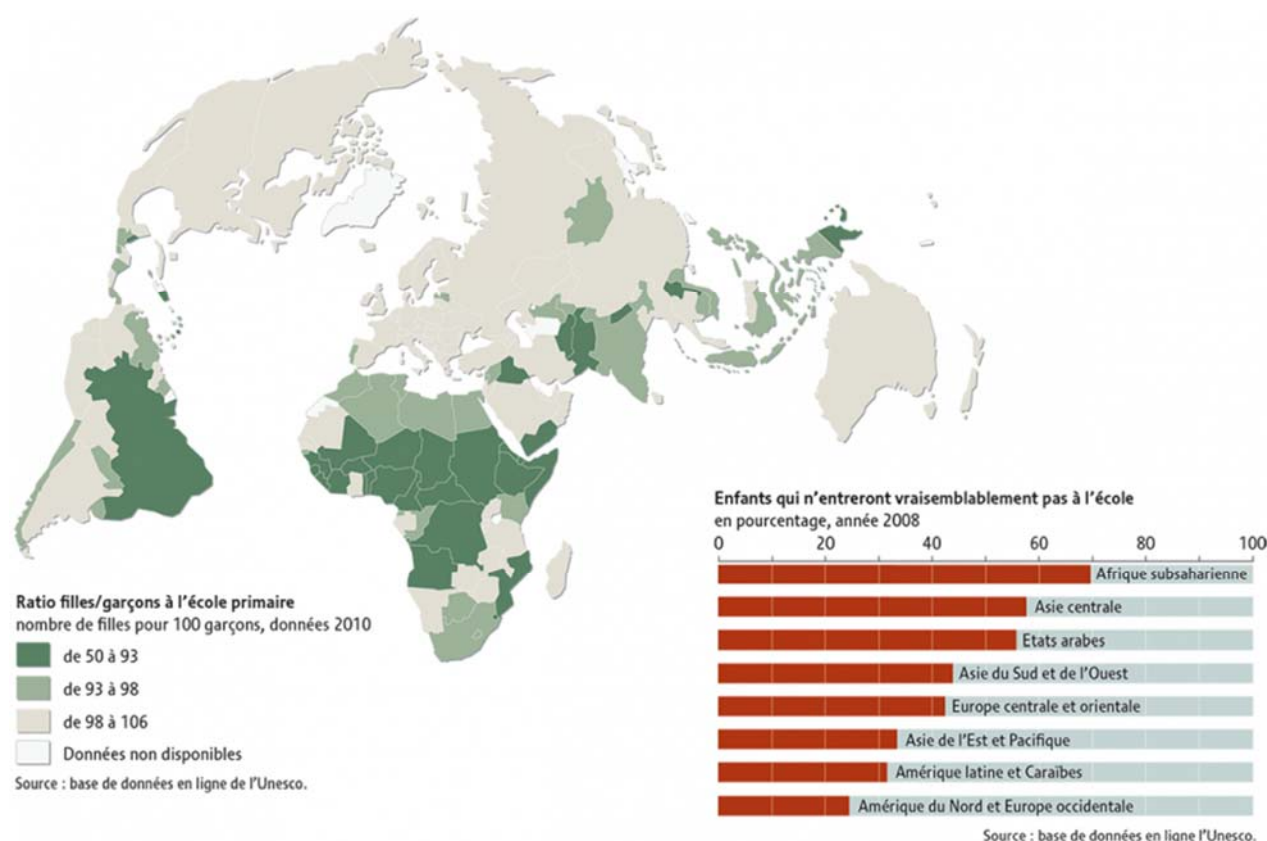 Enfants qui n'entreront vraisemblablement pas à l'école
en pourcentage, année 2008
0 20 40 60 80 100
Afrique subsaharienne
Asie centrale
Etats arabes
Asie du Sud et de l'Ouest
Europe centrale et orientale
Asie de l'Est et Pacifique
Amérique latine et Caraïbes
Amérique du Nord et Europe occidentale
Source : base de données en ligne l'Unesco.
Ratio filles/garçons à l'école primaire
nombre de filles pour 100 garçons, données 2010
de 50 à 93
de 93 à 98
de 98 à 106
Données non disponibles
Source : base de données en ligne de l'Unesco.